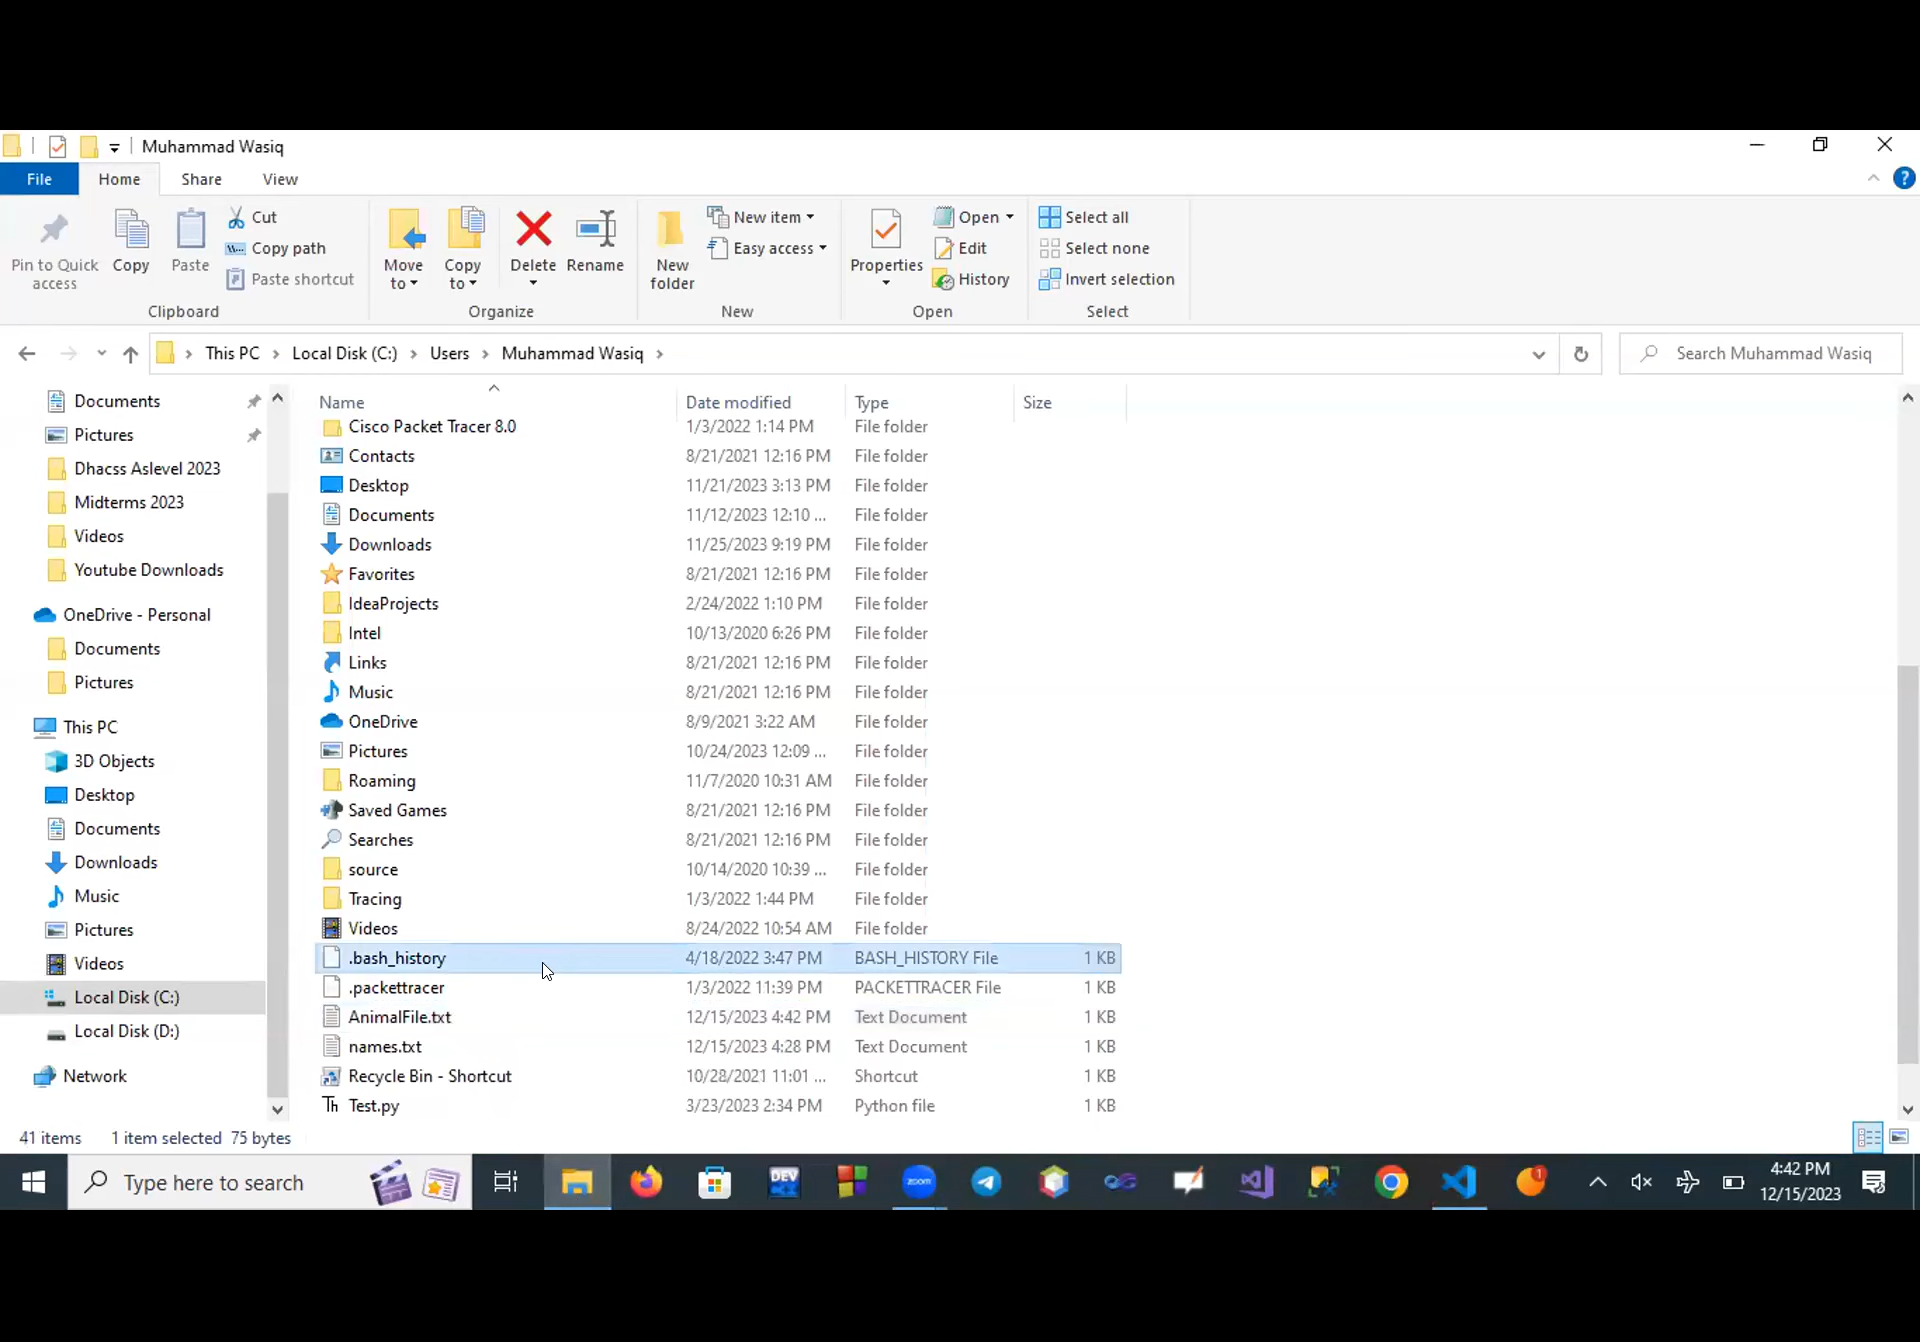 Muhammad Wasiq
File Home Share View
Pin to Quick access
Copy
Paste
Cut
Copy path
Paste shortcut
Clipboard
Move to
Copy to
Delete
Rename
Organize
New folder
New item
Easy access
New
Properties
Open
Edit
History
Open
Select all
Select none
Invert selection
Select
This PC > Local Disk (C:) > Users > Muhammad Wasiq >
Search Muhammad Wasiq
Documents
Pictures
Dhacss Aslevel 2023
Midterms 2023
Videos
Youtube Downloads
OneDrive - Personal
Documents
Pictures
This PC
3D Objects
Desktop
Documents
Downloads
Music
Pictures
Videos
Local Disk (C:)
Local Disk (D:)
Network
Name Date modified Type Size
Cisco Packet Tracer 8.0 1/3/2022 1:14 PM File folder
Contacts 8/21/2021 12:16 PM File folder
Desktop 11/21/2023 3:13 PM File folder
Documents 11/12/2023 12:10 ... File folder
Downloads 11/25/2023 9:19 PM File folder
Favorites 8/21/2021 12:16 PM File folder
IdeaProjects 2/24/2022 1:10 PM File folder
Intel 10/13/2020 6:26 PM File folder
Links 8/21/2021 12:16 PM File folder
Music 8/21/2021 12:16 PM File folder
OneDrive 8/9/2021 3:22 AM File folder
Pictures 10/24/2023 12:09 ... File folder
Roaming 11/7/2020 10:31 AM File folder
Saved Games 8/21/2021 12:16 PM File folder
Searches 8/21/2021 12:16 PM File folder
source 10/14/2020 10:39 ... File folder
Tracing 1/3/2022 1:44 PM File folder
Videos 8/24/2022 10:54 AM File folder
.bash_history 4/18/2022 3:47 PM BASH_HISTORY File 1 KB
.packettracer 1/3/2022 11:39 PM PACKETTRACER File 1 KB
AnimalFile.txt 12/15/2023 4:42 PM Text Document 1 KB
names.txt 12/15/2023 4:28 PM Text Document 1 KB
Recycle Bin - Shortcut 10/28/2021 11:01 ... Shortcut 1 KB
Th Test.py 3/23/2023 2:34 PM Python file 1 KB
41 items 1 item selected 75 bytes
Type here to search
DEV
zoom
1
4:42 PM
12/15/2023